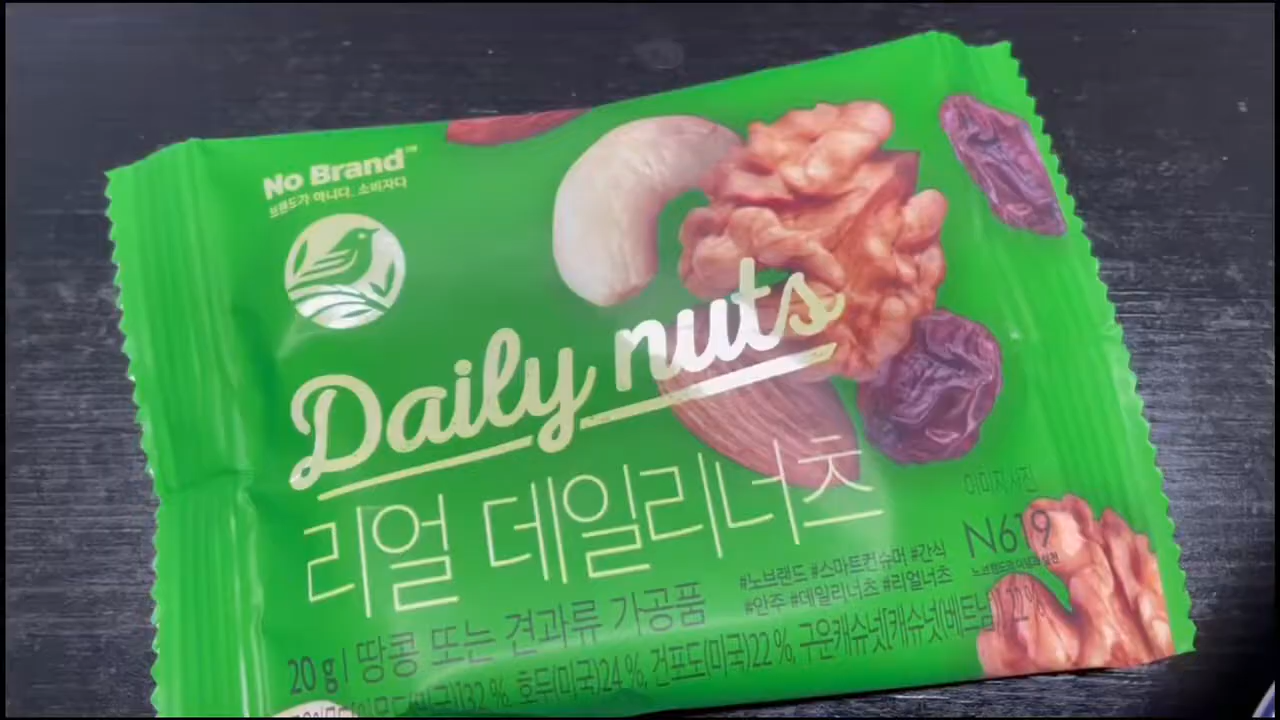 No Brand™
브랜드가 아니다. 소비자다
Daily nuts
리얼 데일리너츠
이미지 사진
N619
#노브랜드 #스마트컨슈머 #간식
#안주 #데일리너츠 #리얼너츠
20 g | 땅콩 또는 견과류 가공품
32 %, 호두(미국)24 %, 건포도(미국)22 %, 구운캐슈넛[캐슈넛(베트남)] 22%